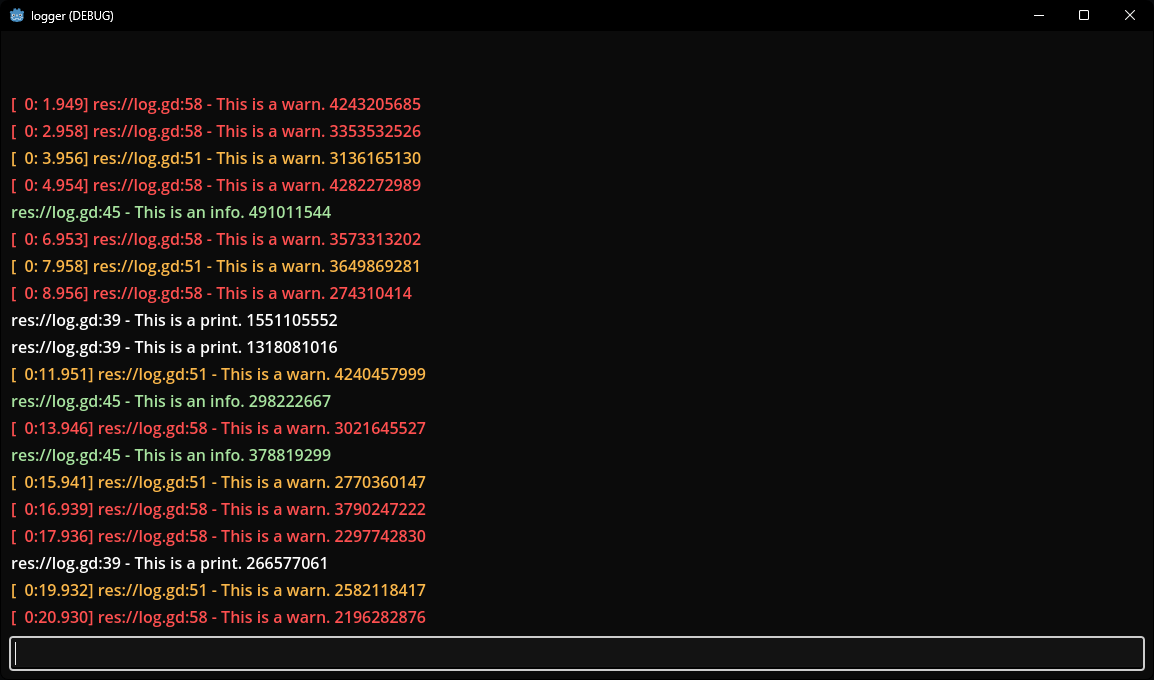 logger (DEBUG)
[  0: 1.949] res://log.gd:58 - This is a warn. 4243205685
[  0: 2.958] res://log.gd:58 - This is a warn. 3353532526
[  0: 3.956] res://log.gd:51 - This is a warn. 3136165130
[  0: 4.954] res://log.gd:58 - This is a warn. 4282272989
res://log.gd:45 - This is an info. 491011544
[  0: 6.953] res://log.gd:58 - This is a warn. 3573313202
[  0: 7.958] res://log.gd:51 - This is a warn. 3649869281
[  0: 8.956] res://log.gd:58 - This is a warn. 274310414
res://log.gd:39 - This is a print. 1551105552
res://log.gd:39 - This is a print. 1318081016
[  0:11.951] res://log.gd:51 - This is a warn. 4240457999
res://log.gd:45 - This is an info. 298222667
[  0:13.946] res://log.gd:58 - This is a warn. 3021645527
res://log.gd:45 - This is an info. 378819299
[  0:15.941] res://log.gd:51 - This is a warn. 2770360147
[  0:16.939] res://log.gd:58 - This is a warn. 3790247222
[  0:17.936] res://log.gd:58 - This is a warn. 2297742830
res://log.gd:39 - This is a print. 266577061
[  0:19.932] res://log.gd:51 - This is a warn. 2582118417
[  0:20.930] res://log.gd:58 - This is a warn. 2196282876